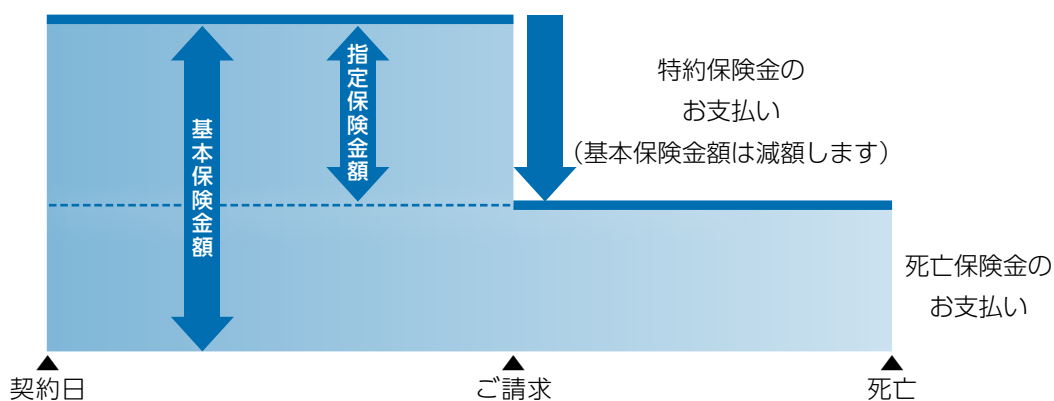 基本保険金額
指定保険金額
特約保険金の
お支払い
（基本保険金額は減額します）
死亡保険金の
お支払い
契約日
ご請求
死亡